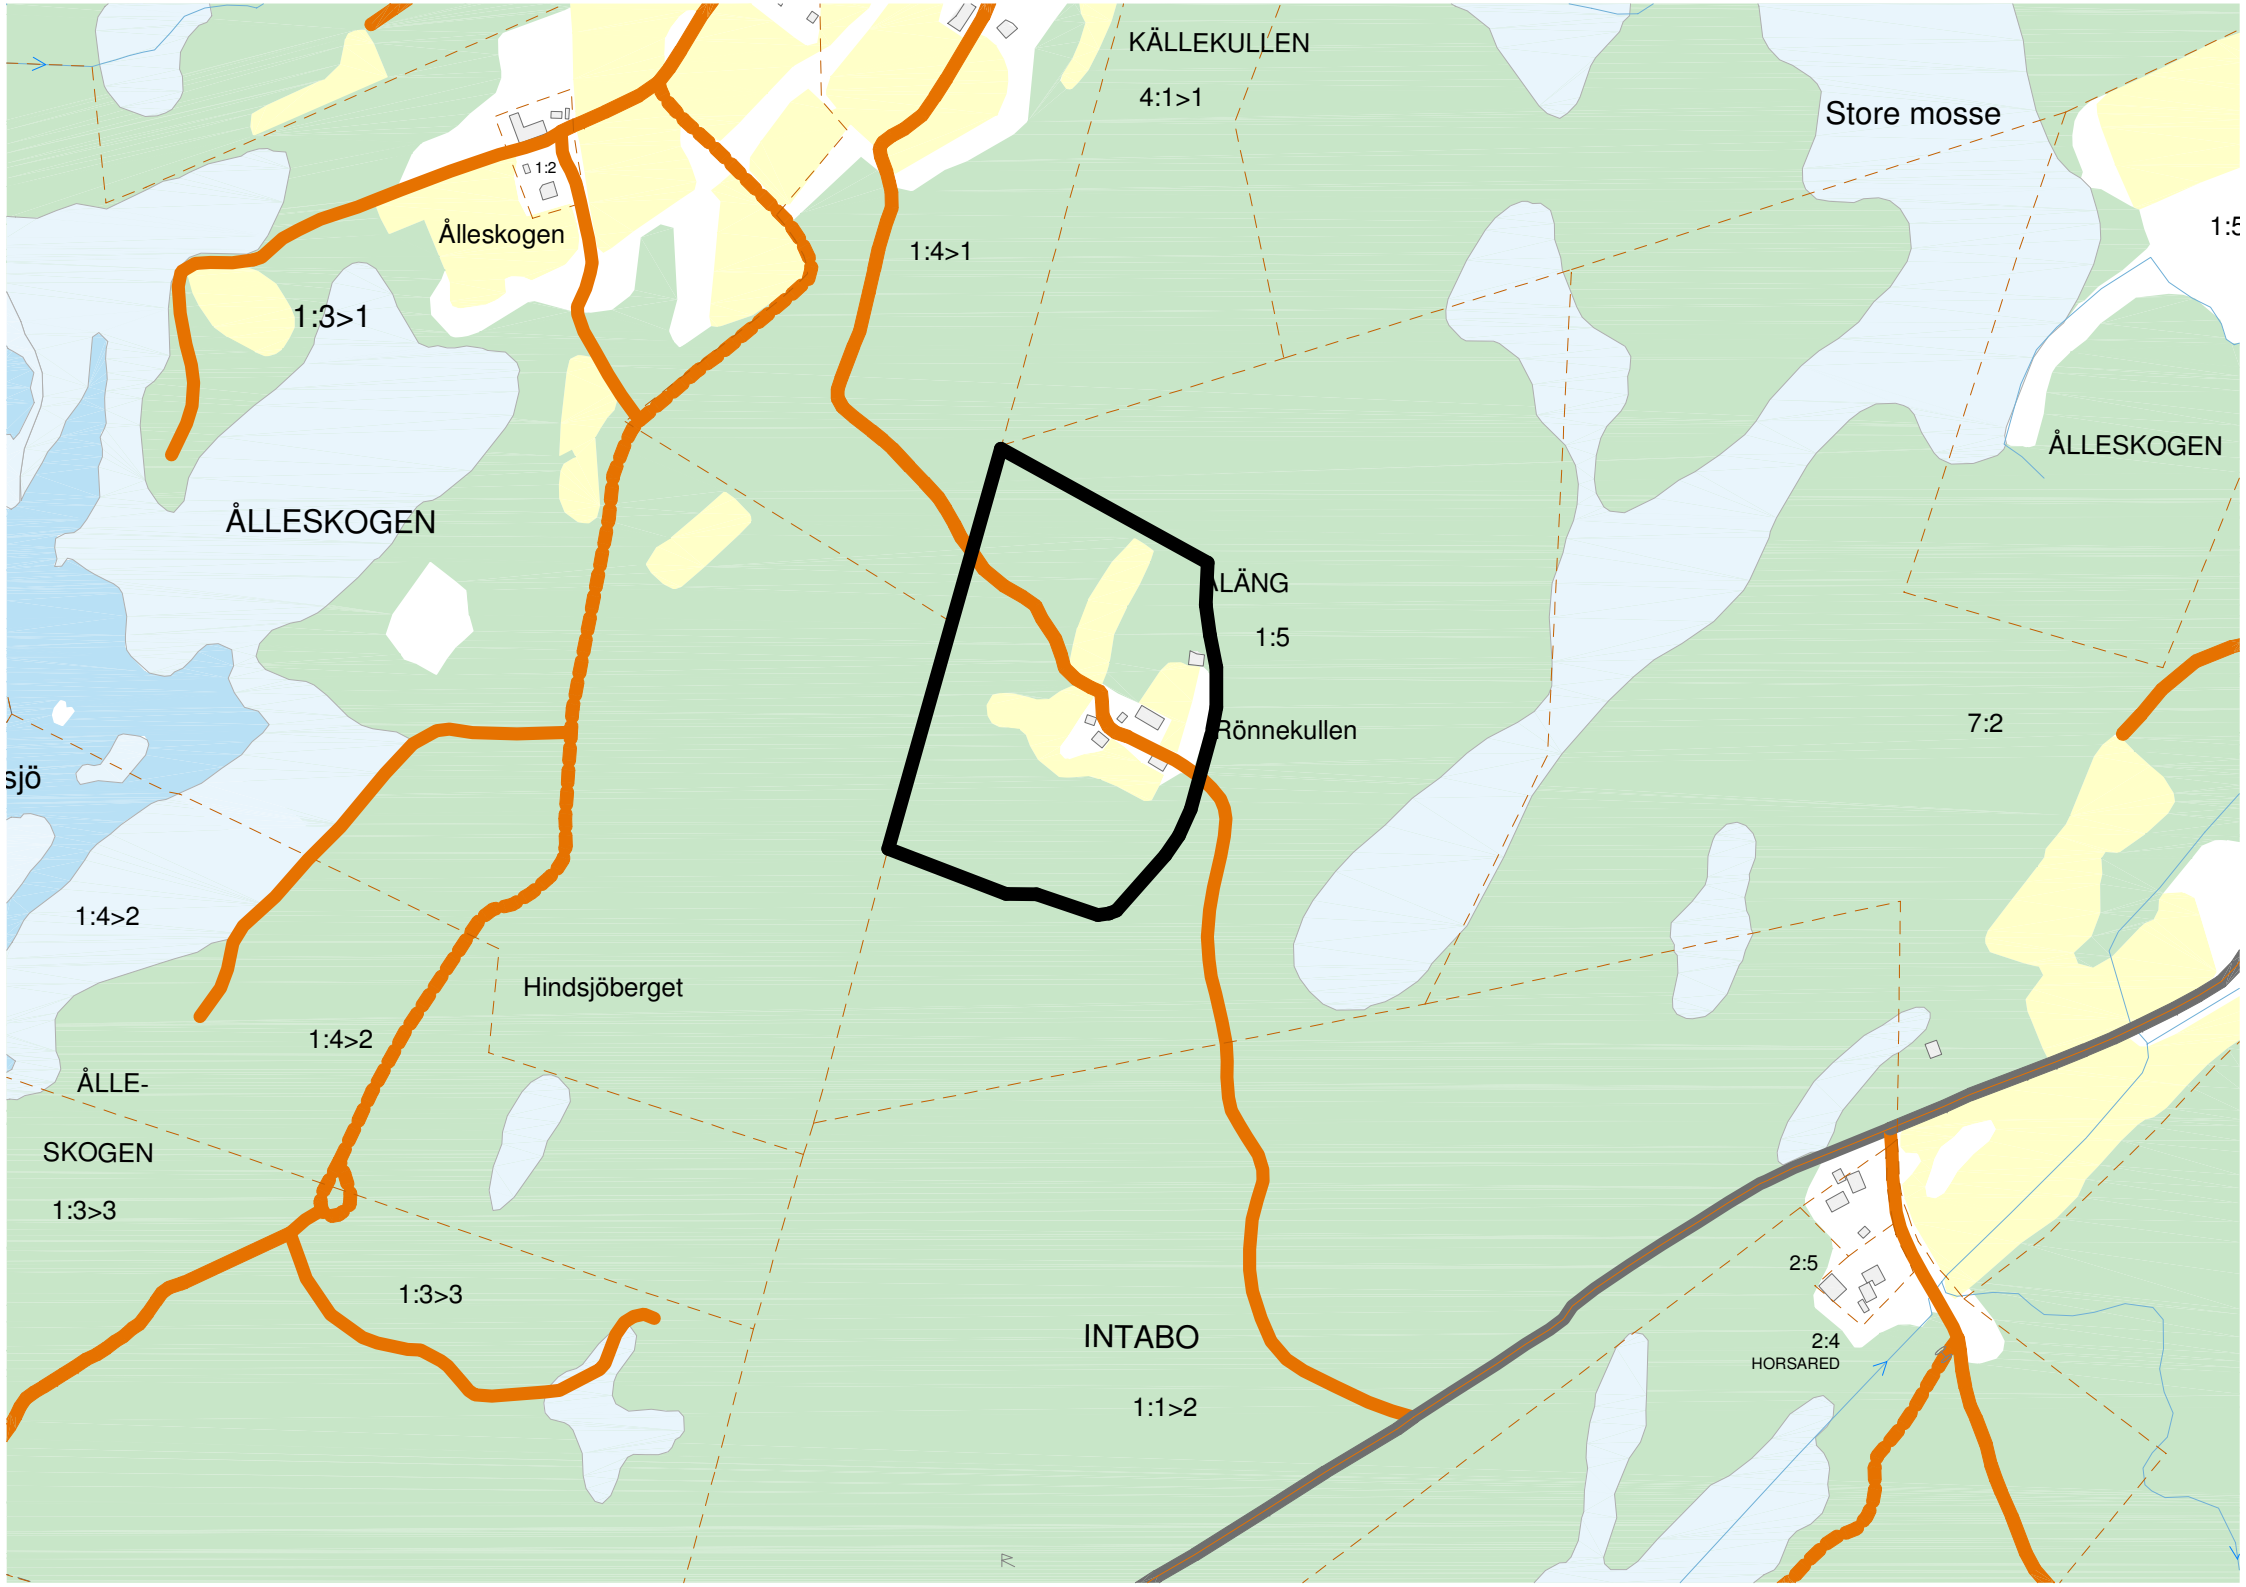 KÄLLEKULLEN
4:1>1
Store mosse
1:2
1:5
Ålleskogen
1:4>1
1:3>1
ÅLLESKOGEN
ÅLLESKOGEN
1:5
7:2
Rönnekullen
sjö
1:4>2
Hindsjöberget
1:4>2
ÅLLE-
SKOGEN
1:3>3
2:5
1:3>3
INTABO
2:4
HORSARED
1:1>2
R